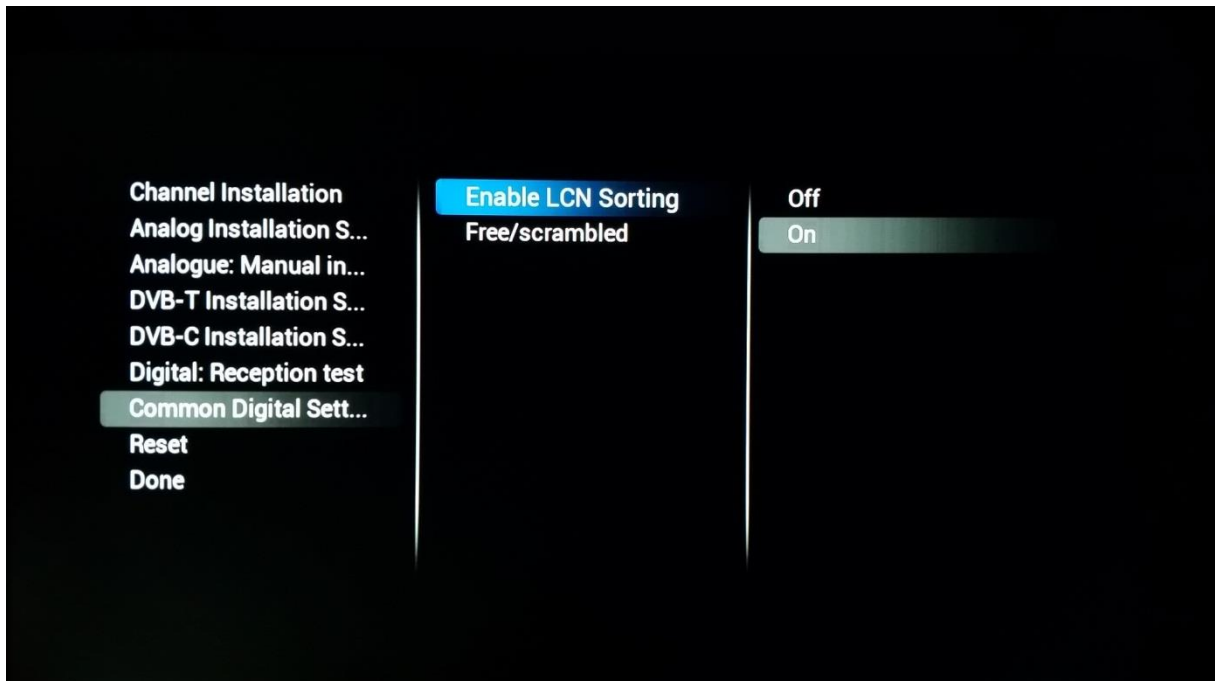 Channel Installation
Analog Installation S...
Analogue: Manual in...
DVB-T Installation S...
DVB-C Installation S...
Digital: Reception test
Common Digital Sett...
Reset
Done
Enable LCN Sorting
Free/scrambled
Off
On